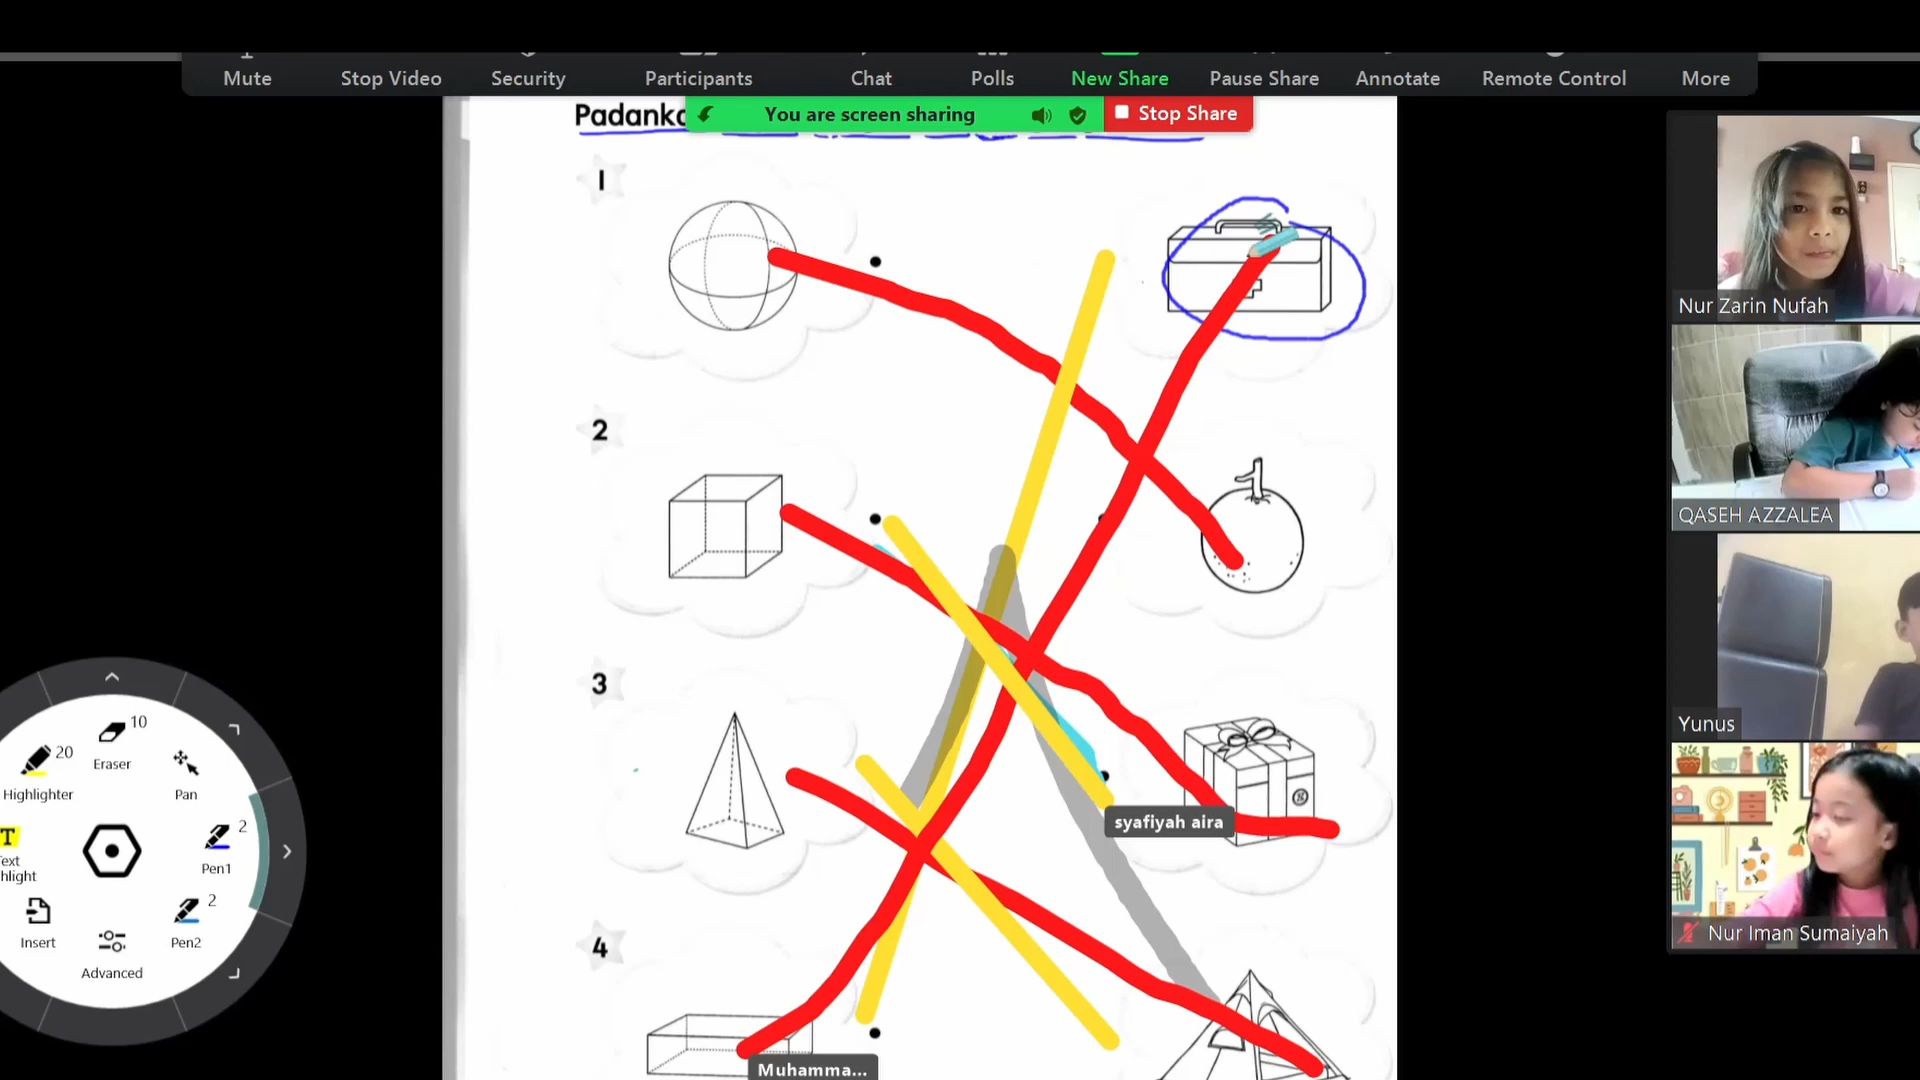 Mute Stop Video Security Participants Chat Polls New Share Pause Share Annotate Remote Control More
You are screen sharing
Stop Share
1
2
3
4
Nur Zarin Nufah
QASEH AZZALEA
Yunus
Nur Iman Sumaiyah
syafiyah aira
Muhamma...
10
Eraser
20
Highlighter
Pan
2
Pen1
2
Pen2
Insert
Advanced
T